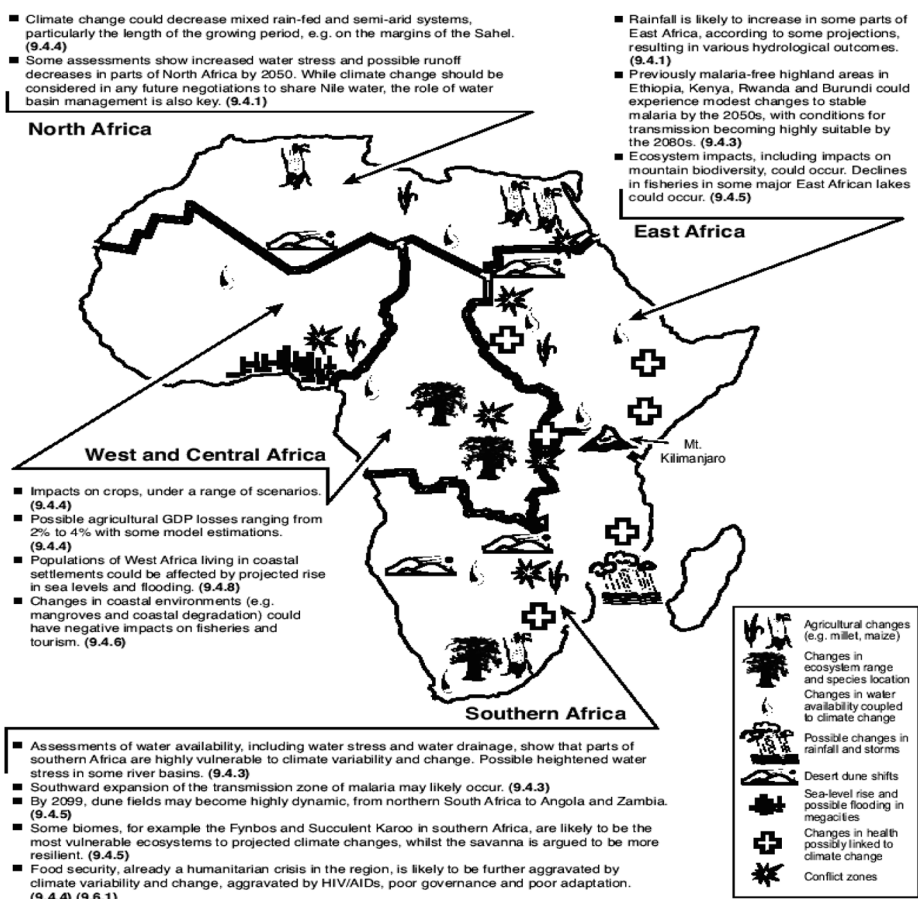 ■ Climate change could decrease mixed rain-fed and semi-arid systems,
particularly the length of the growing period, e.g. on the margins of the Sahel.
(9.4.4)
■ Some assessments show increased water stress and possible runoff
decreases in parts of North Africa by 2050. While climate change should be
considered in any future negotiations to share Nile water, the role of water
basin management is also key. (9.4.1)
North Africa
■ Rainfall is likely to increase in some parts of
East Africa, according to some projections,
resulting in various hydrological outcomes.
(9.4.1)
■ Previously malaria-free highland areas in
Ethiopia, Kenya, Rwanda and Burundi could
experience modest changes to stable
malaria by the 2050s, with conditions for
transmission becoming highly suitable by
the 2080s. (9.4.3)
■ Ecosystem impacts, including impacts on
mountain biodiversity, could occur. Declines
in fisheries in some major East African lakes
could occur. (9.4.5)
East Africa
Mt.
Kilimanjaro
West and Central Africa
■ Impacts on crops, under a range of scenarios.
(9.4.4)
■ Possible agricultural GDP losses ranging from
2% to 4% with some model estimations.
(9.4.4)
■ Populations of West Africa living in coastal
settlements could be affected by projected rise
in sea levels and flooding. (9.4.8)
■ Changes in coastal environments (e.g.
mangroves and coastal degradation) could
have negative impacts on fisheries and
tourism. (9.4.6)
Southern Africa
■ Assessments of water availability, including water stress and water drainage, show that parts of
southern Africa are highly vulnerable to climate variability and change. Possible heightened water
stress in some river basins. (9.4.3)
■ Southward expansion of the transmission zone of malaria may likely occur. (9.4.3)
■ By 2099, dune fields may become highly dynamic, from northern South Africa to Angola and Zambia.
(9.4.5)
■ Some biomes, for example the Fynbos and Succulent Karoo in southern Africa, are likely to be the
most vulnerable ecosystems to projected climate changes, whilst the savanna is argued to be more
resilient. (9.4.5)
■ Food security, already a humanitarian crisis in the region, is likely to be further aggravated by
climate variability and change, aggravated by HIV/AIDs, poor governance and poor adaptation.
(9.4.4) (9.6.1)
Agricultural changes
(e.g. millet, maize)
Changes in
ecosystem range
and species location
Changes in water
availability coupled
to climate change
Possible changes in
rainfall and storms
Desert dune shifts
Sea-level rise and
possible flooding in
megacities
Changes in health
possibly linked to
climate change
Conflict zones